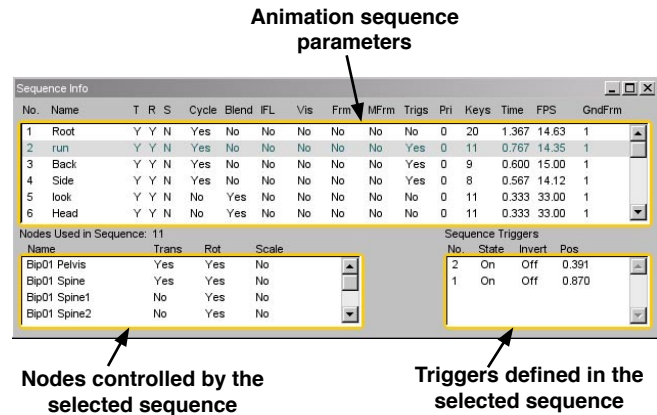 Animation sequence
parameters
Sequence Info
No. Name T R S Cycle Blend IFL Vis Frm MFrm Trigs Pri Keys Time FPS GndFrm
1 Root Y Y N Yes No No No No No No 0 20 1.367 14.63 1
2 run Y Y N Yes No No No No No Yes 0 11 0.767 14.35 1
3 Back Y Y N Yes No No No No No Yes 0 9 0.600 15.00 1
4 Side Y Y N Yes No No No No No Yes 0 8 0.567 14.12 1
5 look Y Y N No Yes No No No No No 0 11 0.333 33.00 1
6 Head Y Y N No Yes No No No No No 0 11 0.333 33.00 1
Nodes Used in Sequence: 11
Name Trans Rot Scale
Bip01 Pelvis Yes Yes No
Bip01 Spine Yes Yes No
Bip01 Spine1 No Yes No
Bip01 Spine2 No Yes No
Sequence Triggers
No. State Invert Pos
2 On Off 0.391
1 On Off 0.870
Nodes controlled by the
selected sequence
Triggers defined in the
selected sequence